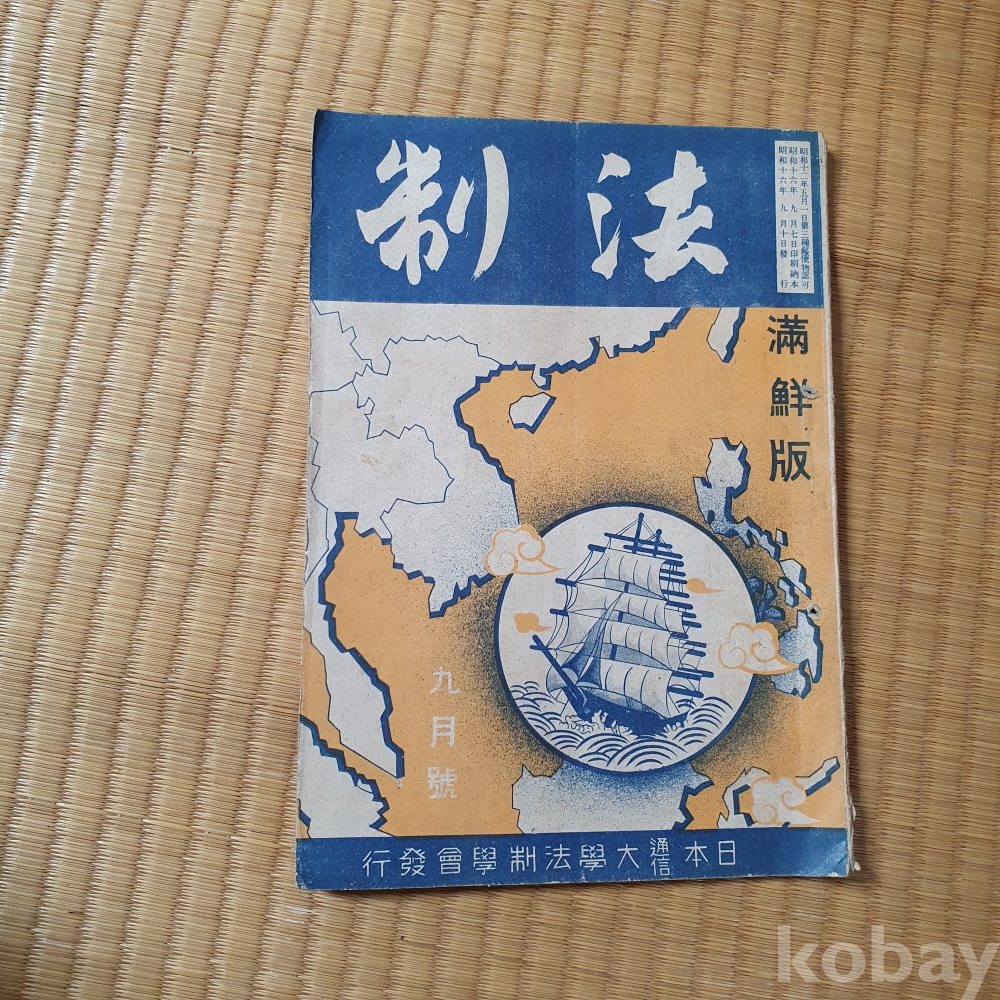 法制
昭和十二年五月一日第三種郵便物認可
昭和十六年 九月七日印刷納本
昭和十六年 九月十日發行
滿鮮版
九月號
日本通信大學法制學會發行
kobay